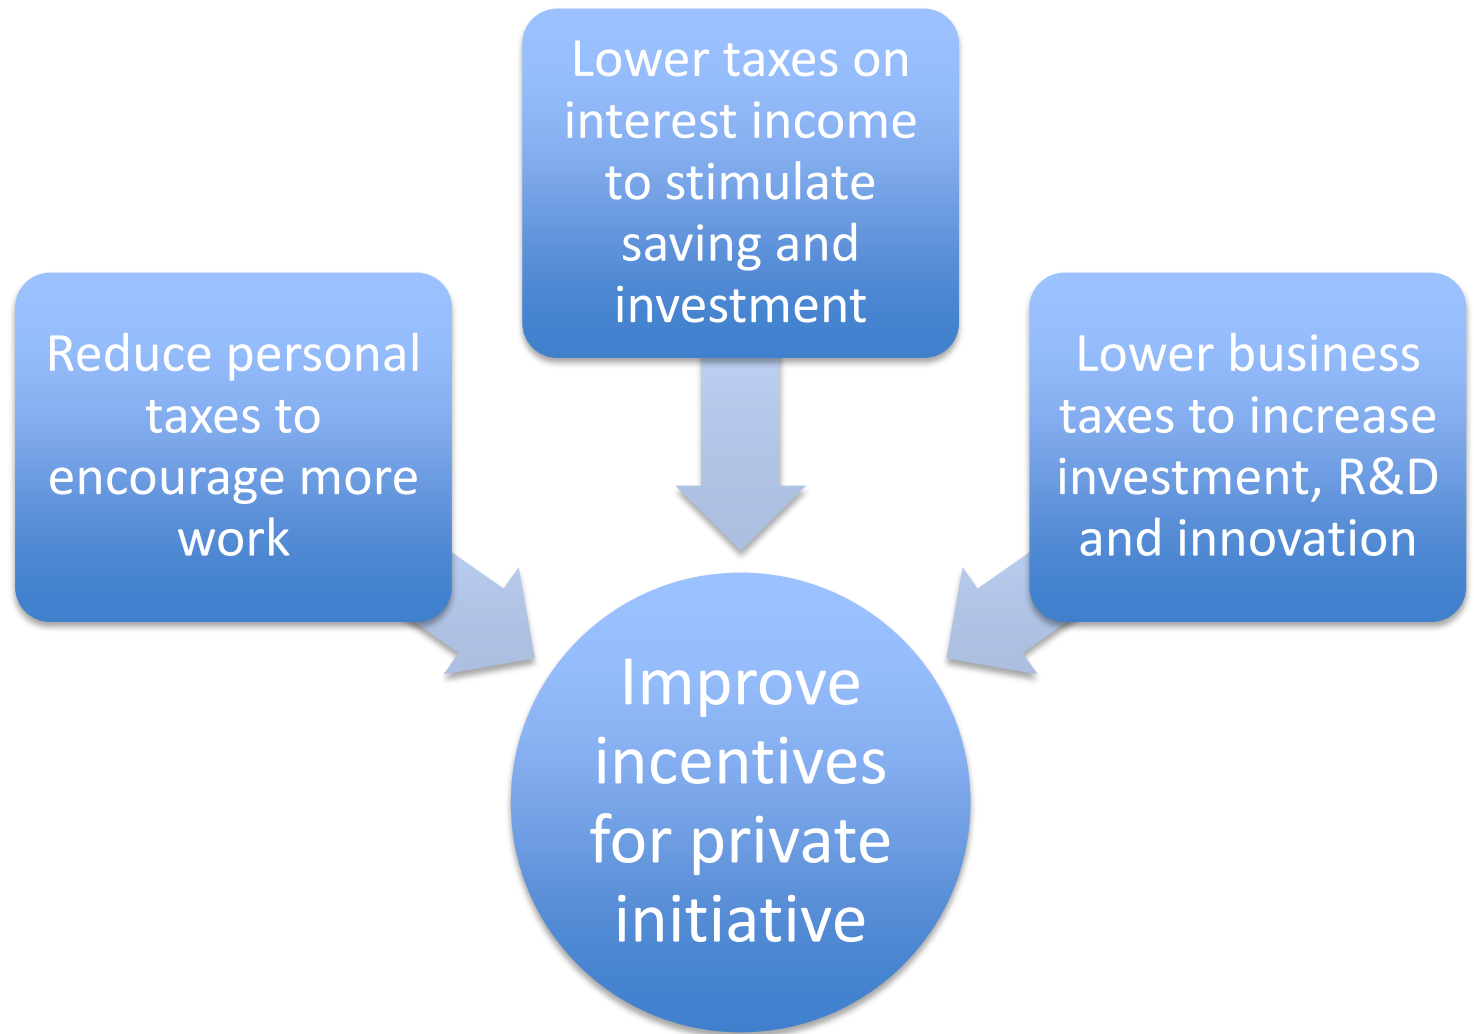 Lower taxes on
interest income
to stimulate
saving and
investment
Reduce personal
taxes to
encourage more
work
Lower business
taxes to increase
investment, R&D
and innovation
Improve
incentives
for private
initiative